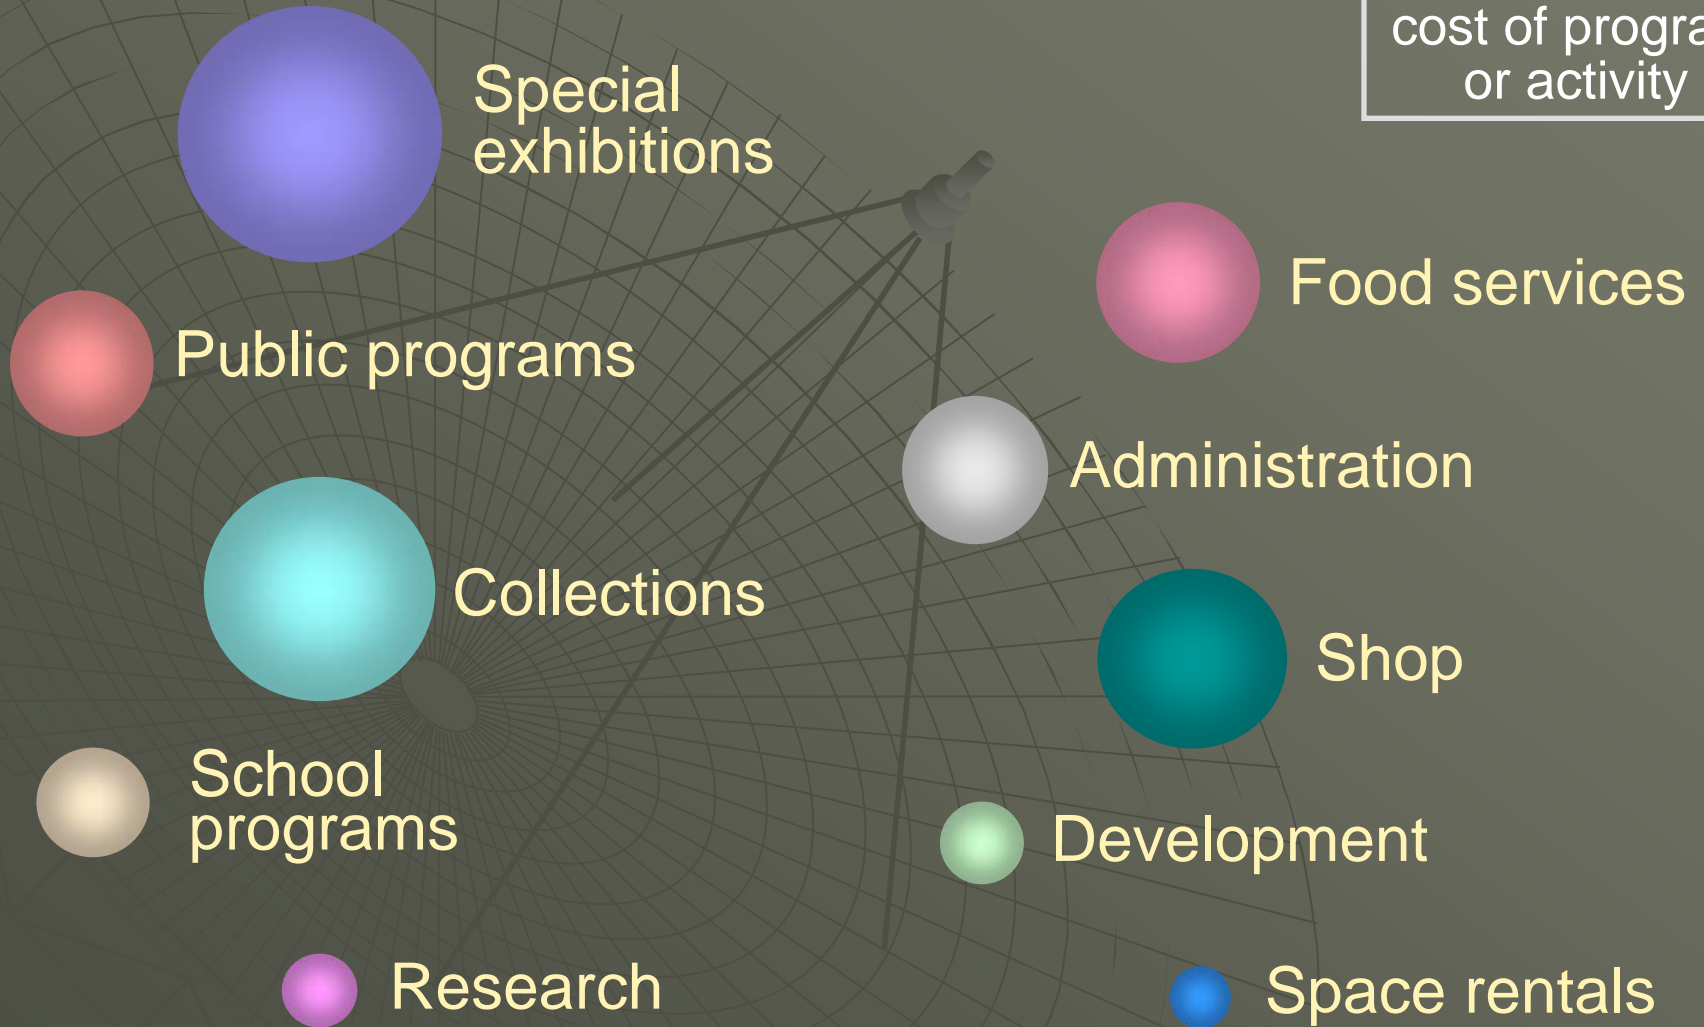 cost of
or activity
Special
exhibitions
Food services
Public programs
Administration
Collections
Shop
School
programs
Development
Research
Space rentals